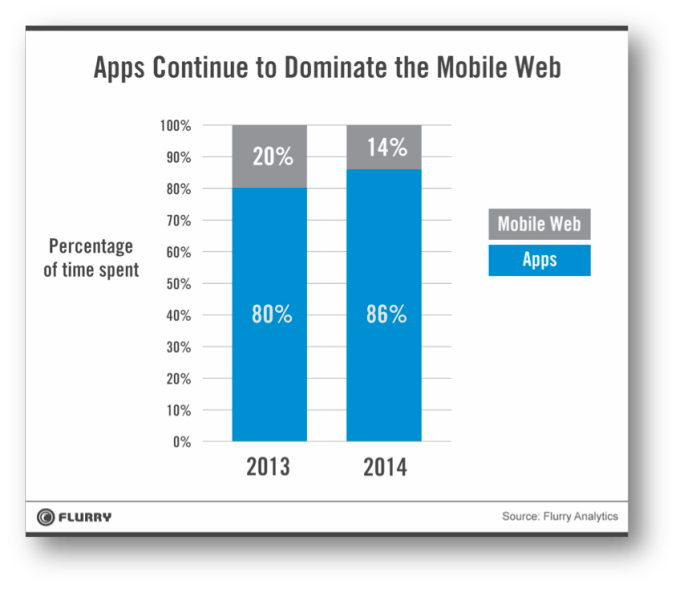 Apps Continue to Dominate the Mobile Web
100%
90%
80%
70%
60%
50%
40%
30%
20%
10%
0%
Percentage
of time spent
20%
14%
80%
86%
2013
2014
Mobile Web
Apps
FLURRY
Source: Flurry Analytics